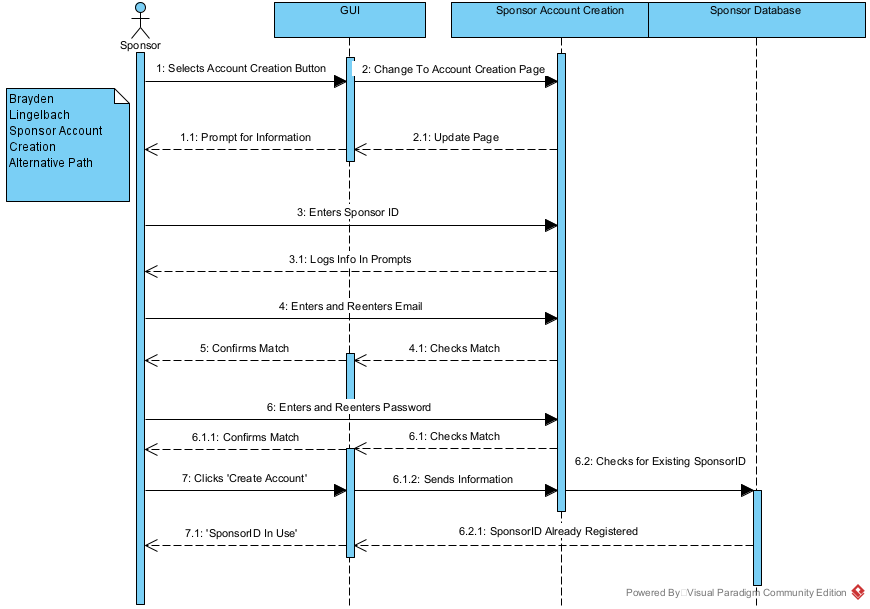 GUI
Sponsor Account Creation
Sponsor Database
Sponsor
1: Selects Account Creation Button
2: Change To Account Creation Page
Brayden
Lingelbach
Sponsor Account
Creation
Alternative Path
1.1: Prompt for Information
2.1: Update Page
3: Enters Sponsor ID
3.1: Logs Info In Prompts
4: Enters and Reenters Email
5: Confirms Match
4.1: Checks Match
6: Enters and Reenters Password
6.1.1: Confirms Match
6.1: Checks Match
6.2: Checks for Existing SponsorID
7: Clicks 'Create Account'
6.1.2: Sends Information
7.1: 'SponsorID In Use'
6.2.1: SponsorID Already Registered
Powered By Visual Paradigm Community Edition